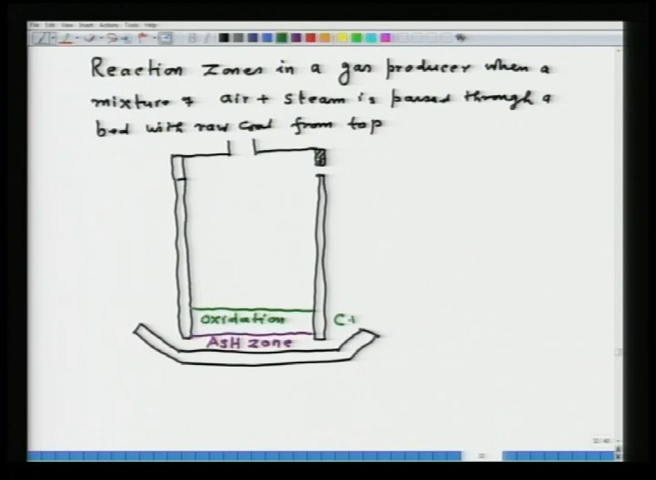 Reaction Zones in a gas producer when a
mixture of air + steam is passed through a
bed with raw coal from top
Oxidation
C+
ASH Zone